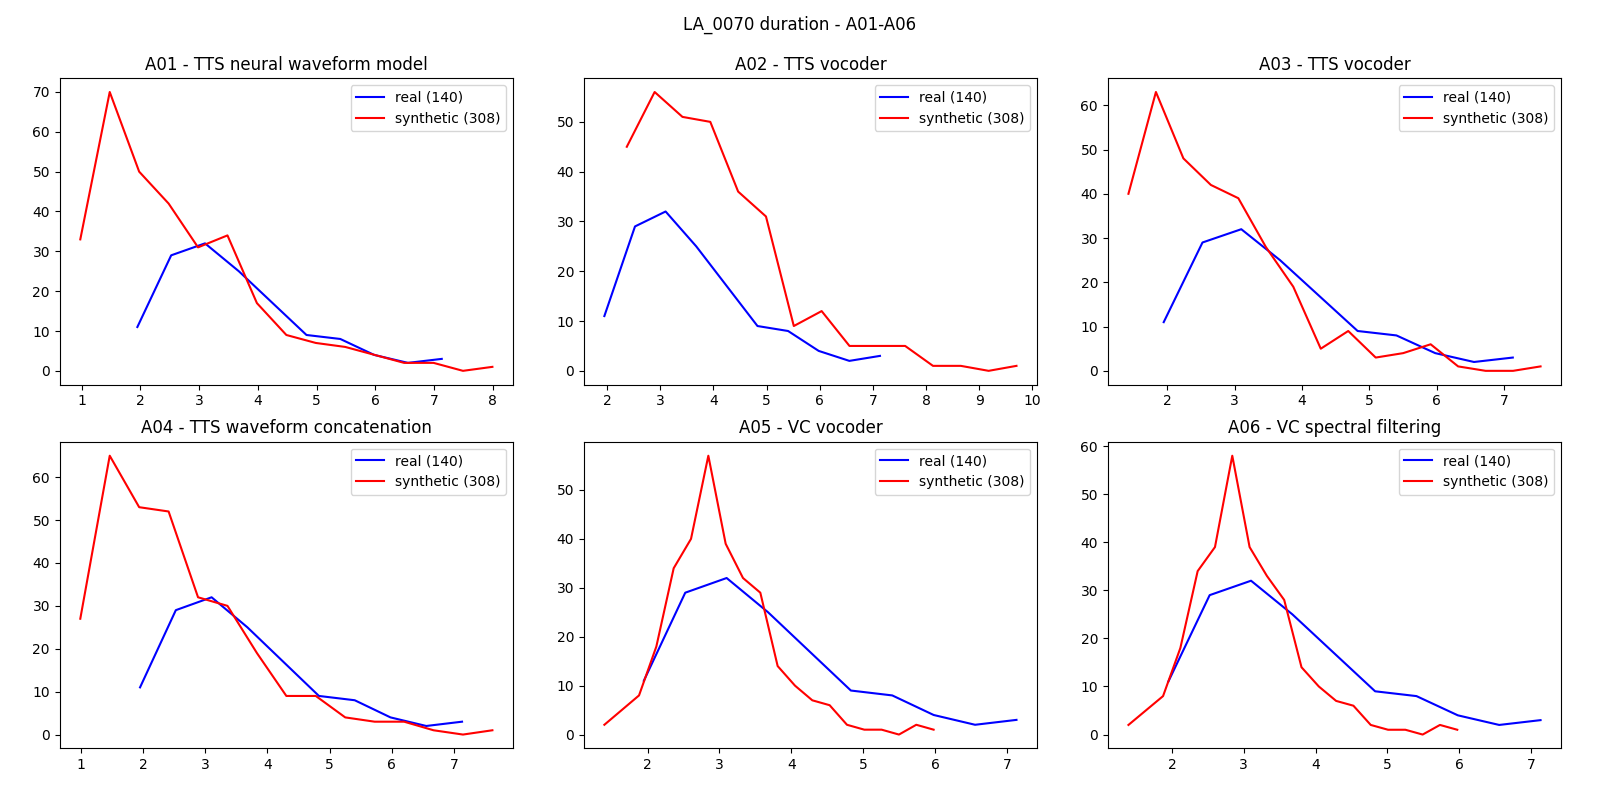 LA_0070 duration - A01-A06
A01 - TTS neural waveform model
real (140)
synthetic (308)
70
60
50
40
30
20
10
0
1 2 3 4 5 6 7 8
A02 - TTS vocoder
real (140)
synthetic (308)
50
40
30
20
10
0
2 3 4 5 6 7 8 9 10
A03 - TTS vocoder
real (140)
synthetic (308)
60
50
40
30
20
10
0
2 3 4 5 6 7
A04 - TTS waveform concatenation
real (140)
synthetic (308)
60
50
40
30
20
10
0
1 2 3 4 5 6 7
A05 - VC vocoder
real (140)
synthetic (308)
50
40
30
20
10
0
2 3 4 5 6 7
A06 - VC spectral filtering
real (140)
synthetic (308)
60
50
40
30
20
10
0
2 3 4 5 6 7